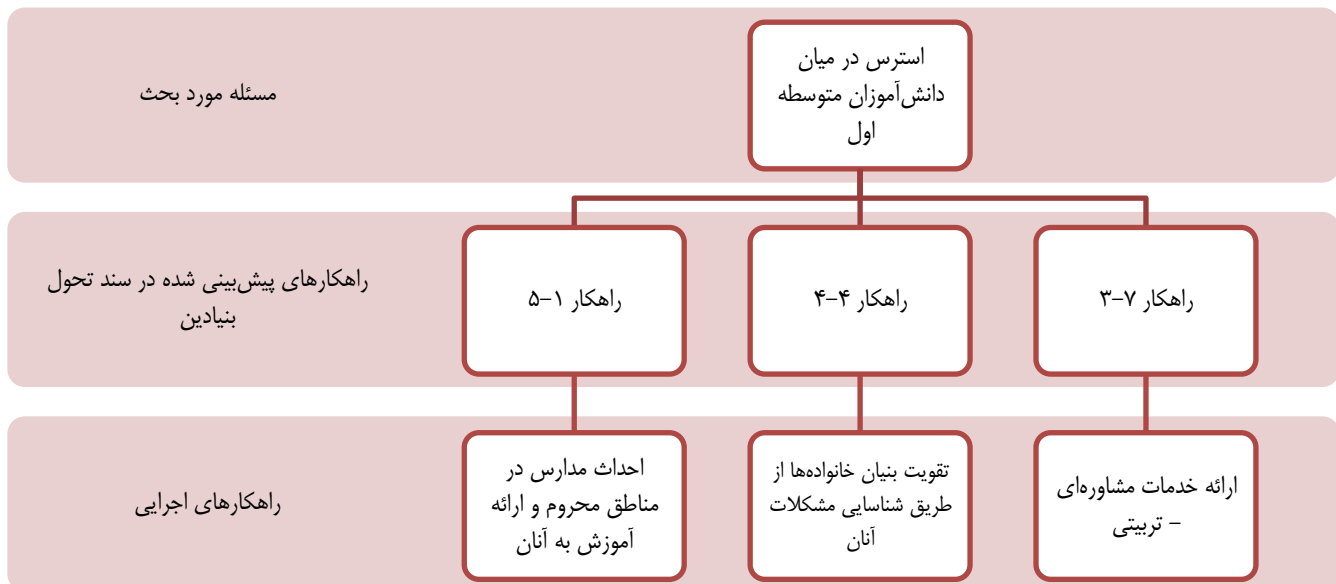 مسئله مورد بحث
استرس در میان
دانش‌آموزان متوسطه
اول
راهکارهای پیش‌بینی شده در سند تحول
بنیادین
راهکار ۷-۳
راهکار ۴-۴
راهکار ۱-۵
راهکارهای اجرایی
ارائه خدمات مشاوره‌ای
- تربیتی
تقویت بنیان خانواده‌ها از
طریق شناسایی مشکلات
آنان
احداث مدارس در
مناطق محروم و ارائه
آموزش به آنان